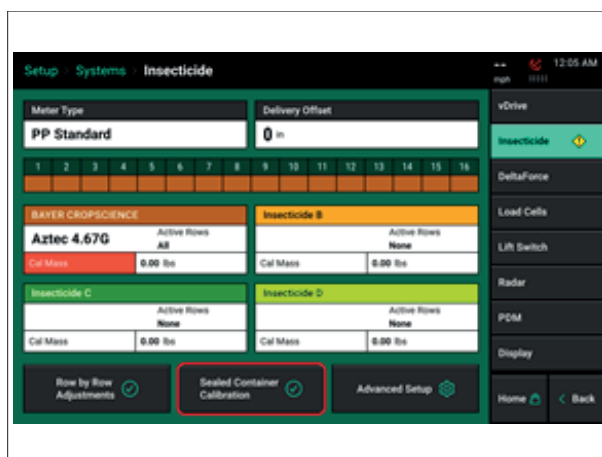 Setup > Systems > Insecticide
-- mph
12:05 AM
Meter Type
PP Standard
Delivery Offset
0 in
1 2 3 4 5 6 7 8 9 10 11 12 13 14 15 16
BAYER CROPSCIENCE
Aztec 4.67G
Active Rows
All
Cal Mass
0.00 lbs
Insecticide B
Active Rows
None
Cal Mass
0.00 lbs
Insecticide C
Active Rows
None
Cal Mass
0.00 lbs
Insecticide D
Active Rows
None
Cal Mass
0.00 lbs
Row by Row
Adjustments
Sealed Container
Calibration
Advanced Setup
vDrive
Insecticide
DeltaForce
Load Cells
Lift Switch
Radar
PDM
Display
Home
< Back